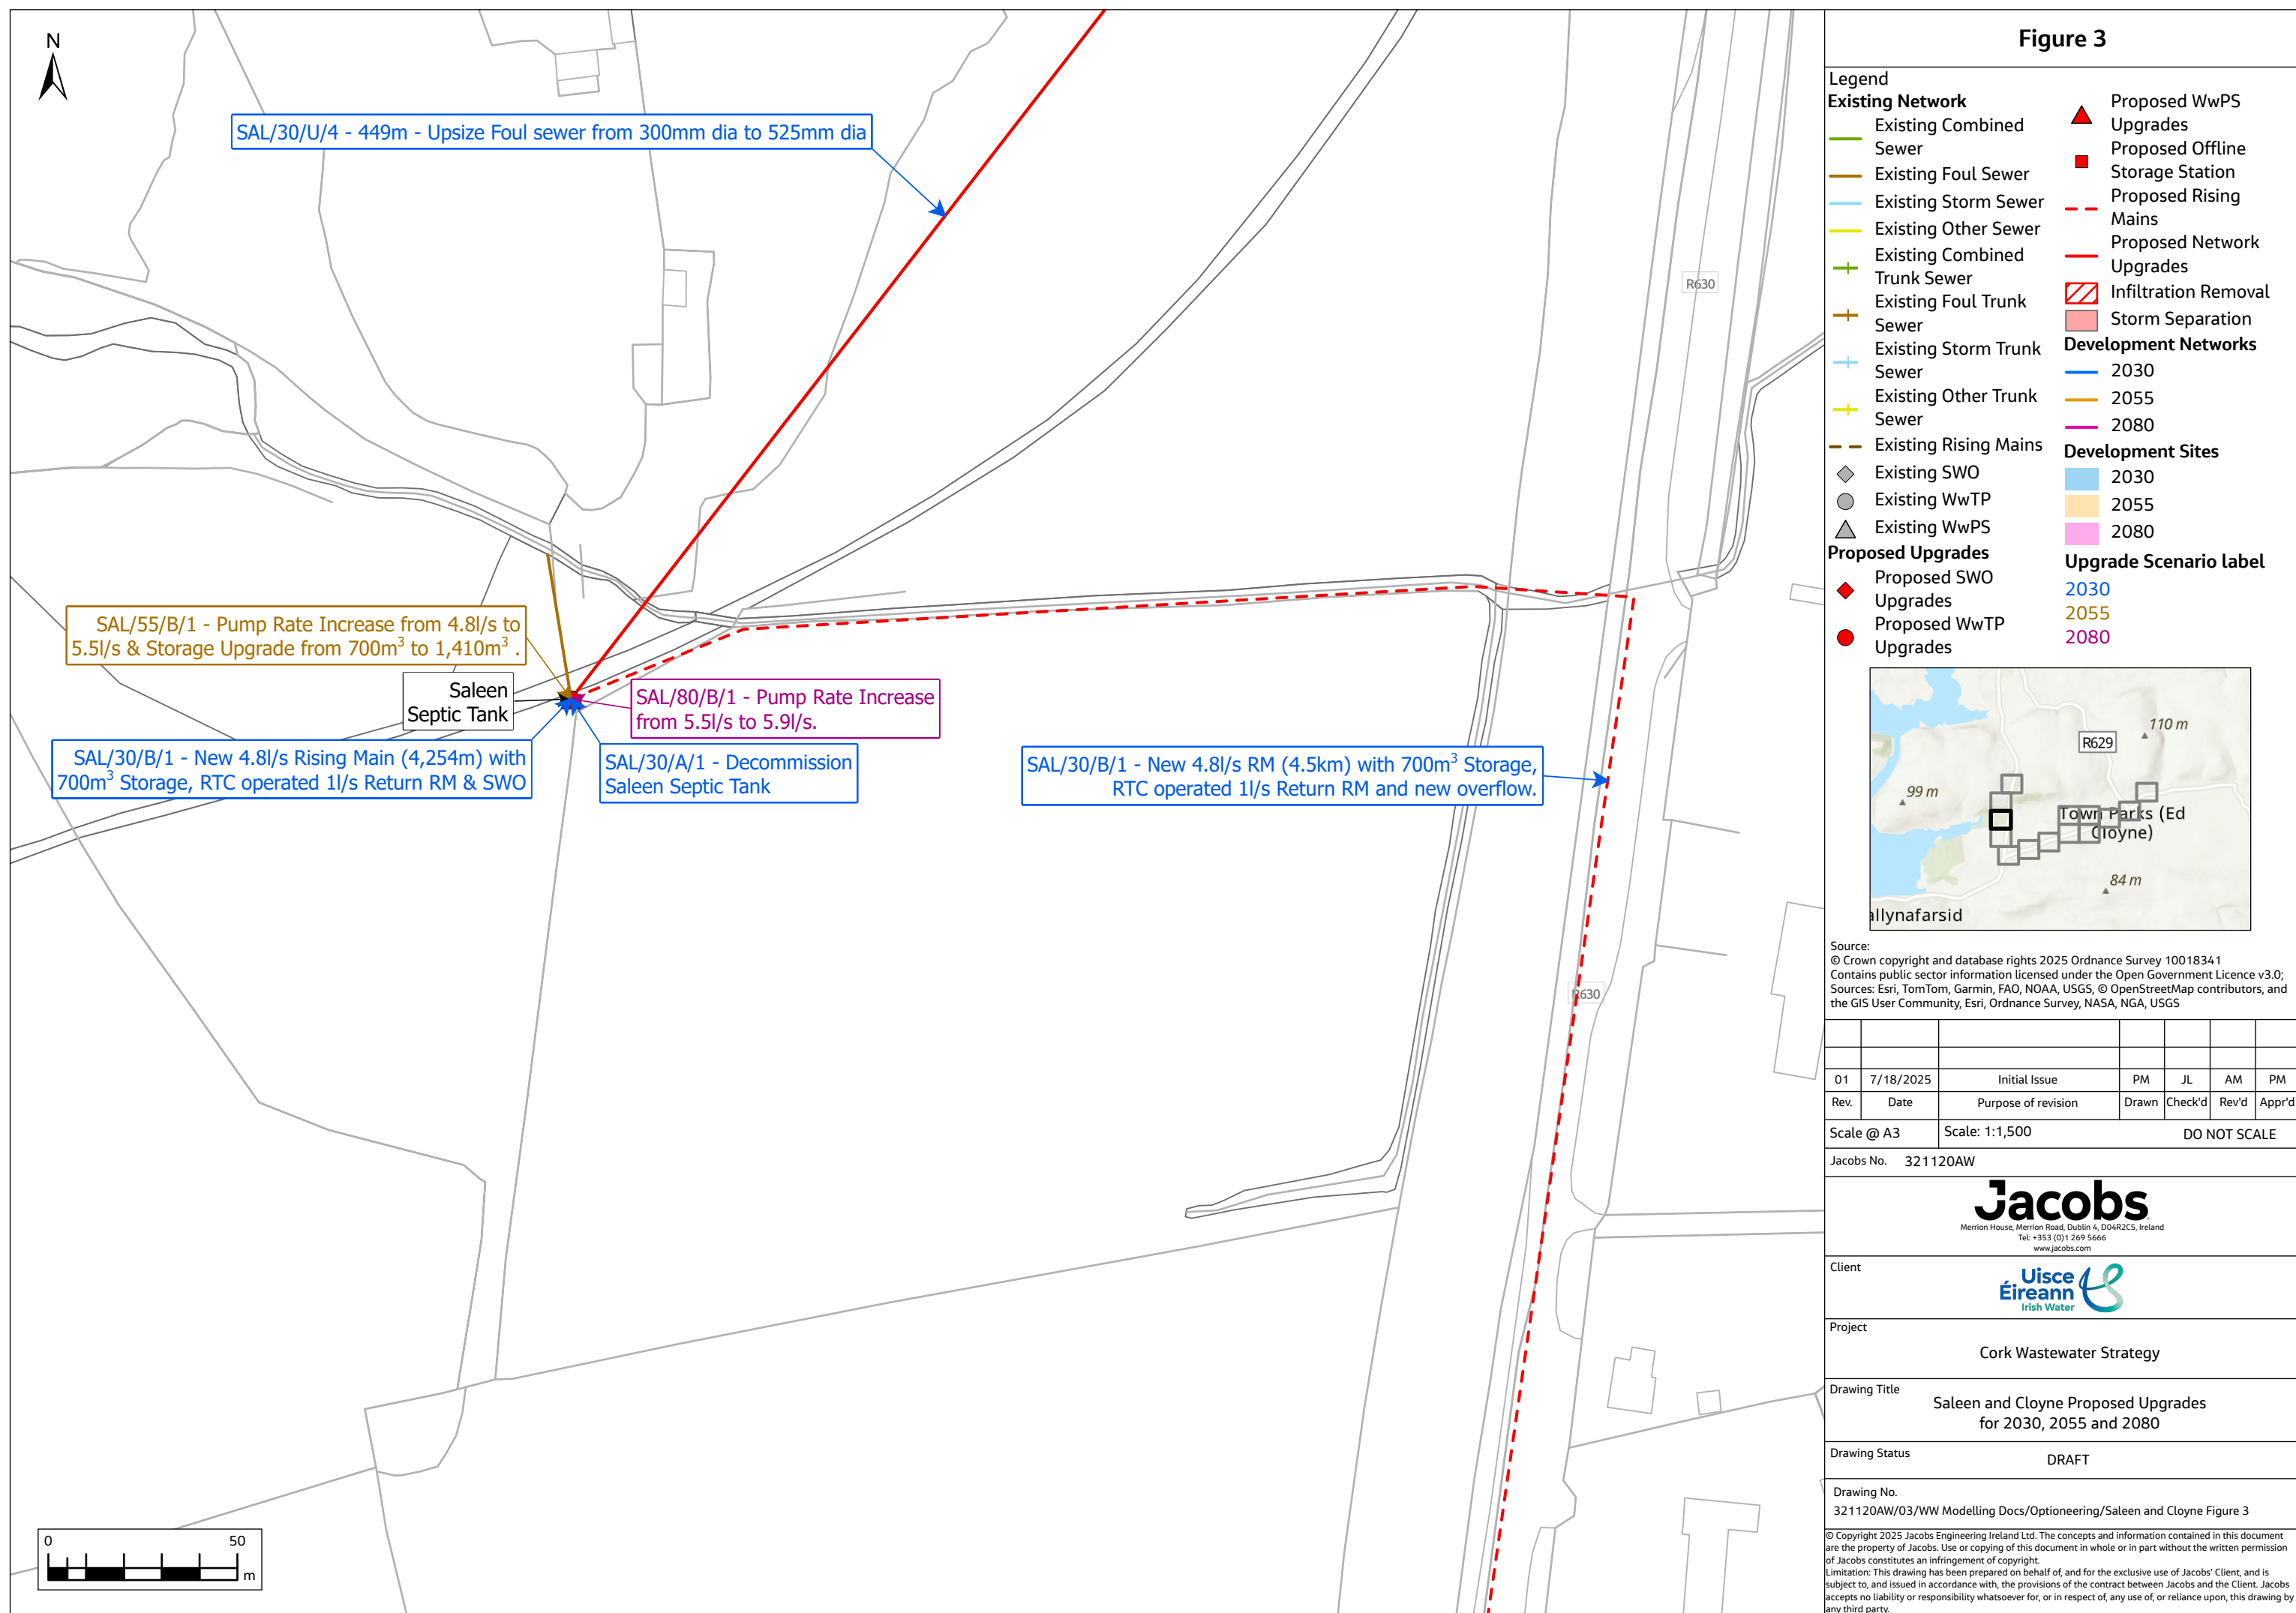 N
SAL/30/U/4 - 449m - Upsize Foul sewer from 300mm dia to 525mm dia
R630
SAL/55/B/1 - Pump Rate Increase from 4.8l/s to
5.5l/s & Storage Upgrade from 700m³ to 1,410m³ .
Saleen
Septic Tank
SAL/80/B/1 - Pump Rate Increase
from 5.5l/s to 5.9l/s.
SAL/30/B/1 - New 4.8l/s Rising Main (4,254m) with
700m³ Storage, RTC operated 1l/s Return RM & SWO
SAL/30/A/1 - Decommission
Saleen Septic Tank
SAL/30/B/1 - New 4.8l/s RM (4.5km) with 700m³ Storage,
RTC operated 1l/s Return RM and new overflow.
R630
0 50
m
Figure 3
Legend
Existing Network
Existing Combined
Sewer
Existing Foul Sewer
Existing Storm Sewer
Existing Other Sewer
Existing Combined
Trunk Sewer
Existing Foul Trunk
Sewer
Existing Storm Trunk
Sewer
Existing Other Trunk
Sewer
Existing Rising Mains
Existing SWO
Existing WwTP
Existing WwPS
Proposed Upgrades
Proposed SWO
Upgrades
Proposed WwTP
Upgrades
Proposed WwPS
Upgrades
Proposed Offline
Storage Station
Proposed Rising
Mains
Proposed Network
Upgrades
Infiltration Removal
Storm Separation
Development Networks
2030
2055
2080
Development Sites
2030
2055
2080
Upgrade Scenario label
2030
2055
2080
110 m
R629
99 m
Town Parks (Ed
Cloyne)
84 m
allynafarsid
Source:
© Crown copyright and database rights 2025 Ordnance Survey 10018341
Contains public sector information licensed under the Open Government Licence v3.0;
Sources: Esri, TomTom, Garmin, FAO, NOAA, USGS, © OpenStreetMap contributors, and
the GIS User Community, Esri, Ordnance Survey, NASA, NGA, USGS
01 7/18/2025 Initial Issue PM JL AM PM
Rev. Date Purpose of revision Drawn Check'd Rev'd Appr'd
Scale @ A3 Scale: 1:1,500 DO NOT SCALE
Jacobs No. 321120AW
Jacobs
Merrion House, Merrion Road, Dublin 4, D04R2C5, Ireland
Tel: +353 (0)1 269 5666
www.jacobs.com
Client
Uisce
Éireann
Irish Water
Project
Cork Wastewater Strategy
Drawing Title
Saleen and Cloyne Proposed Upgrades
for 2030, 2055 and 2080
Drawing Status
DRAFT
Drawing No.
321120AW/03/WW Modelling Docs/Optioneering/Saleen and Cloyne Figure 3
© Copyright 2025 Jacobs Engineering Ireland Ltd. The concepts and information contained in this document
are the property of Jacobs. Use or copying of this document in whole or in part without the written permission
of Jacobs constitutes an infringement of copyright.
Limitation: This drawing has been prepared on behalf of, and for the exclusive use of Jacobs' Client, and is
subject to, and issued in accordance with, the provisions of the contract between Jacobs and the Client. Jacobs
accepts no liability or responsibility whatsoever for, or in respect of, any use of, or reliance upon, this drawing by
any third party.